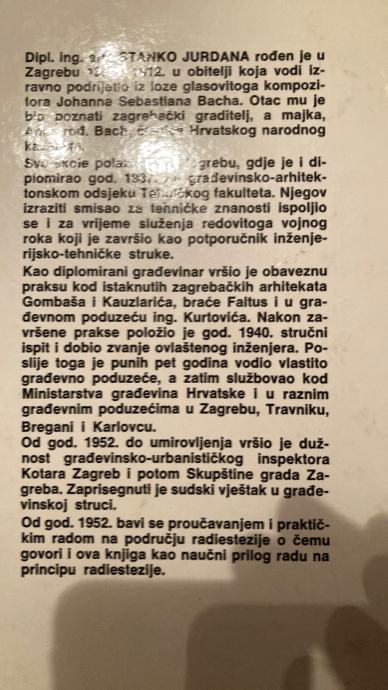 Dipl. ing. STANKO JURDANA rođen je u
Zagrebu u obitelji koja vodi iz-
ravno podrijetlo iz loze glasovitoga kompozi-
tora Johanna Sebastiana Bacha. Otac mu je
bio poznati zagrebački graditelj, a majka,
Bach, Hrvatskog narodnog
Sve gdje je i di-
plomirao god. građevinsko-arhitek-
tonskom odsjeku Tehničkog fakulteta. Njegov
izraziti smisao za tehničke znanosti ispoljio
se i za vrijeme služenja redovitoga vojnog
roka koji je završio kao potporučnik inženje-
rijsko-tehničke struke.
Kao diplomirani građevinar vršio je obaveznu
praksu kod istaknutih zagrebačkih arhitekata
Gombaša i Kauzlarića, braće Faltus i u gra-
đevnom poduzeću ing. Kurtovića. Nakon za-
vršene prakse položio je god. 1940. stručni
ispit i dobio zvanje ovlaštenog inženjera. Po-
slije toga je punih pet godina vodio vlastito
građevno poduzeće, a zatim službovao kod
Ministarstva građevina Hrvatske i u raznim
građevnim poduzećima u Zagrebu, Travniku,
Bregani i Karlovcu.
Od god. 1952. do umirovljenja vršio je duž-
nost građevinsko-urbanističkog inspektora
Kotara Zagreb i potom Skupštine grada Za-
greba. Zaprisegnuti je sudski vještak u građe-
vinskoj struci.
Od god. 1952. bavi se proučavanjem i praktič-
kim radom na području radiestezije o čemu
govori i ova knjiga kao naučni prilog radu na
principu radiestezije.